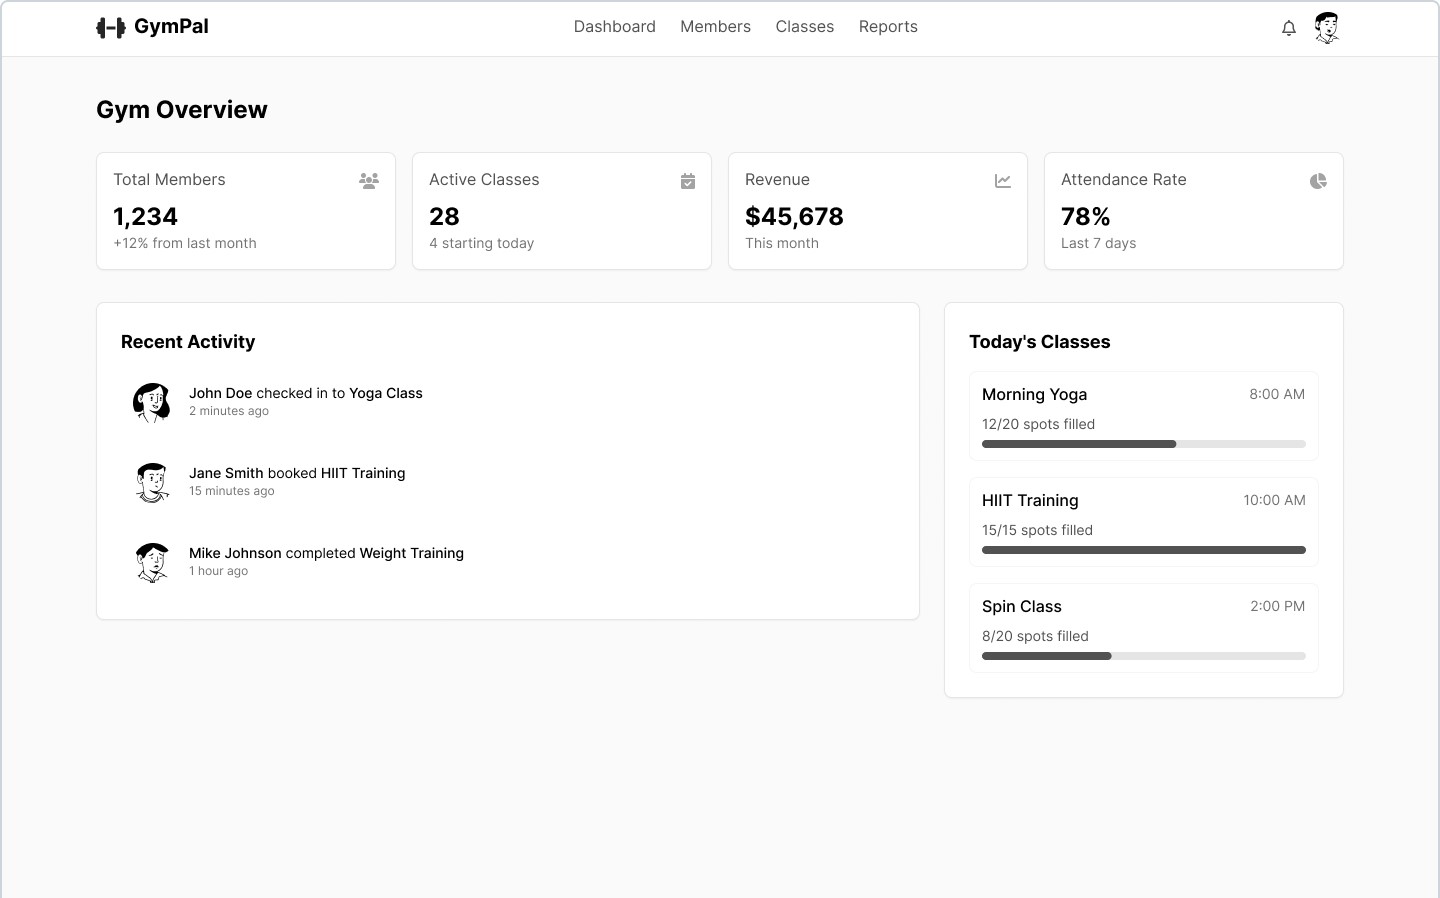 GymPal
Dashboard Members Classes Reports
Gym Overview
Total Members
1,234
+12% from last month
Active Classes
28
4 starting today
Revenue
$45,678
This month
Attendance Rate
78%
Last 7 days
Recent Activity
John Doe checked in to Yoga Class
2 minutes ago
Jane Smith booked HIIT Training
15 minutes ago
Mike Johnson completed Weight Training
1 hour ago
Today's Classes
Morning Yoga 8:00 AM
12/20 spots filled
HIIT Training 10:00 AM
15/15 spots filled
Spin Class 2:00 PM
8/20 spots filled